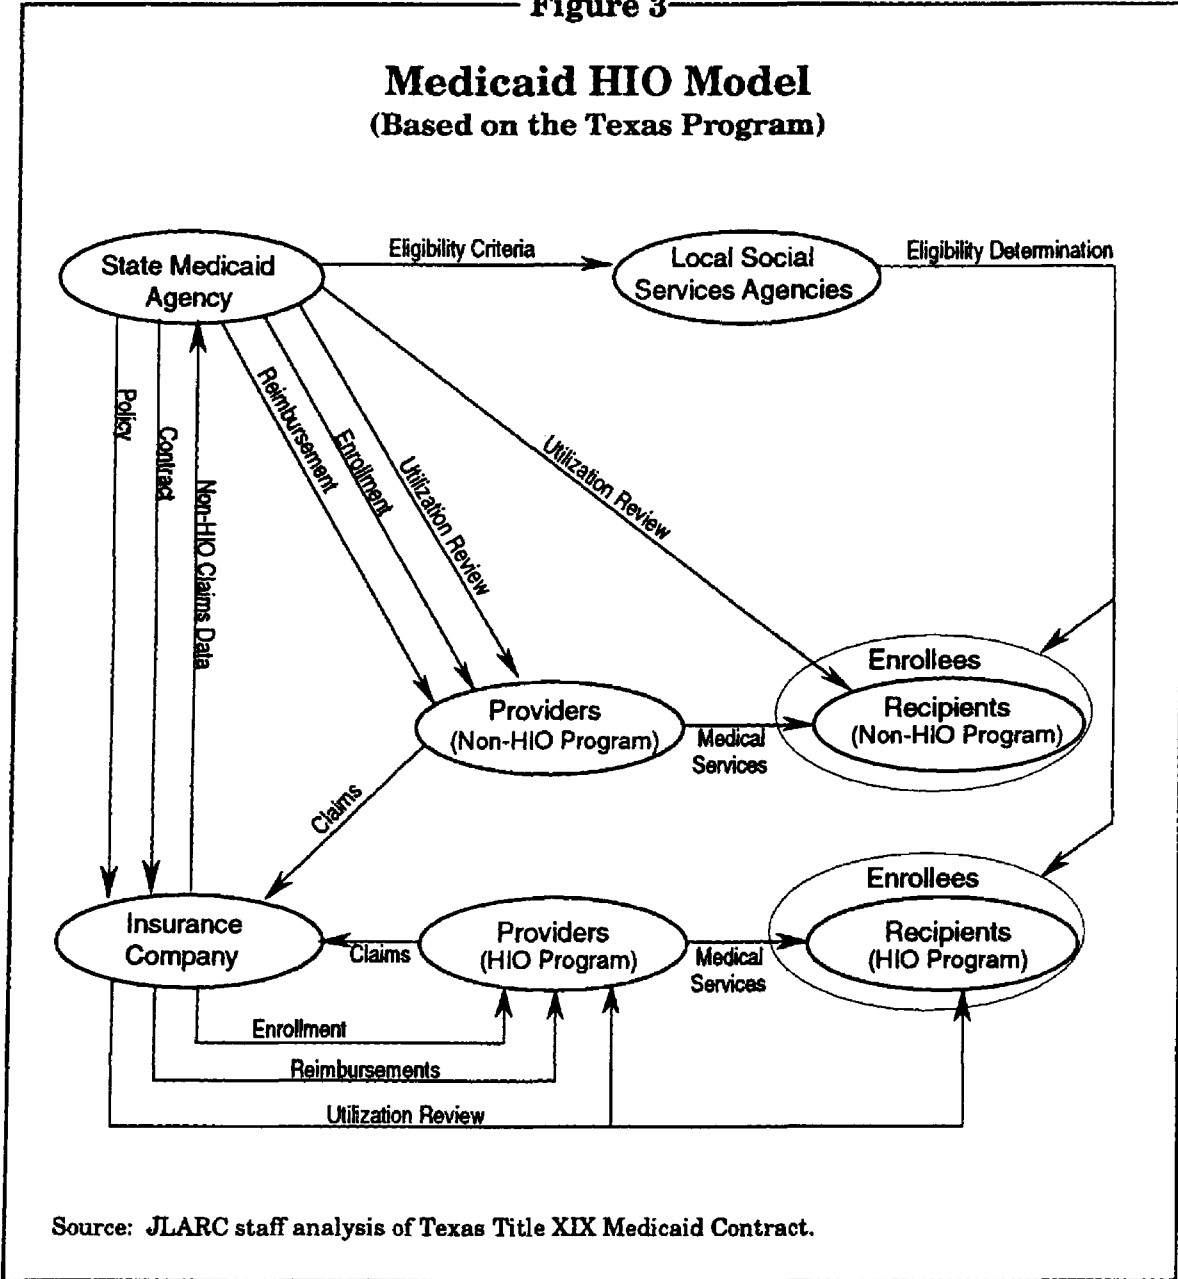 Figure 3
Medicaid HIO Model
(Based on the Texas Program)
State Medicaid
Agency
Eligibility Criteria
Local Social
Services Agencies
Eligibility Determination
Policy
Contract
Non-HIO Claims Data
Reimbursement
Enrollment
Utilization Review
Utilization Review
Enrollees
Providers
(Non-HIO Program)
Medical
Services
Recipients
(Non-HIO Program)
Claims
Enrollees
Insurance
Company
Claims
Providers
(HIO Program)
Medical
Services
Recipients
(HIO Program)
Enrollment
Reimbursements
Utilization Review
Source: JLARC staff analysis of Texas Title XIX Medicaid Contract.